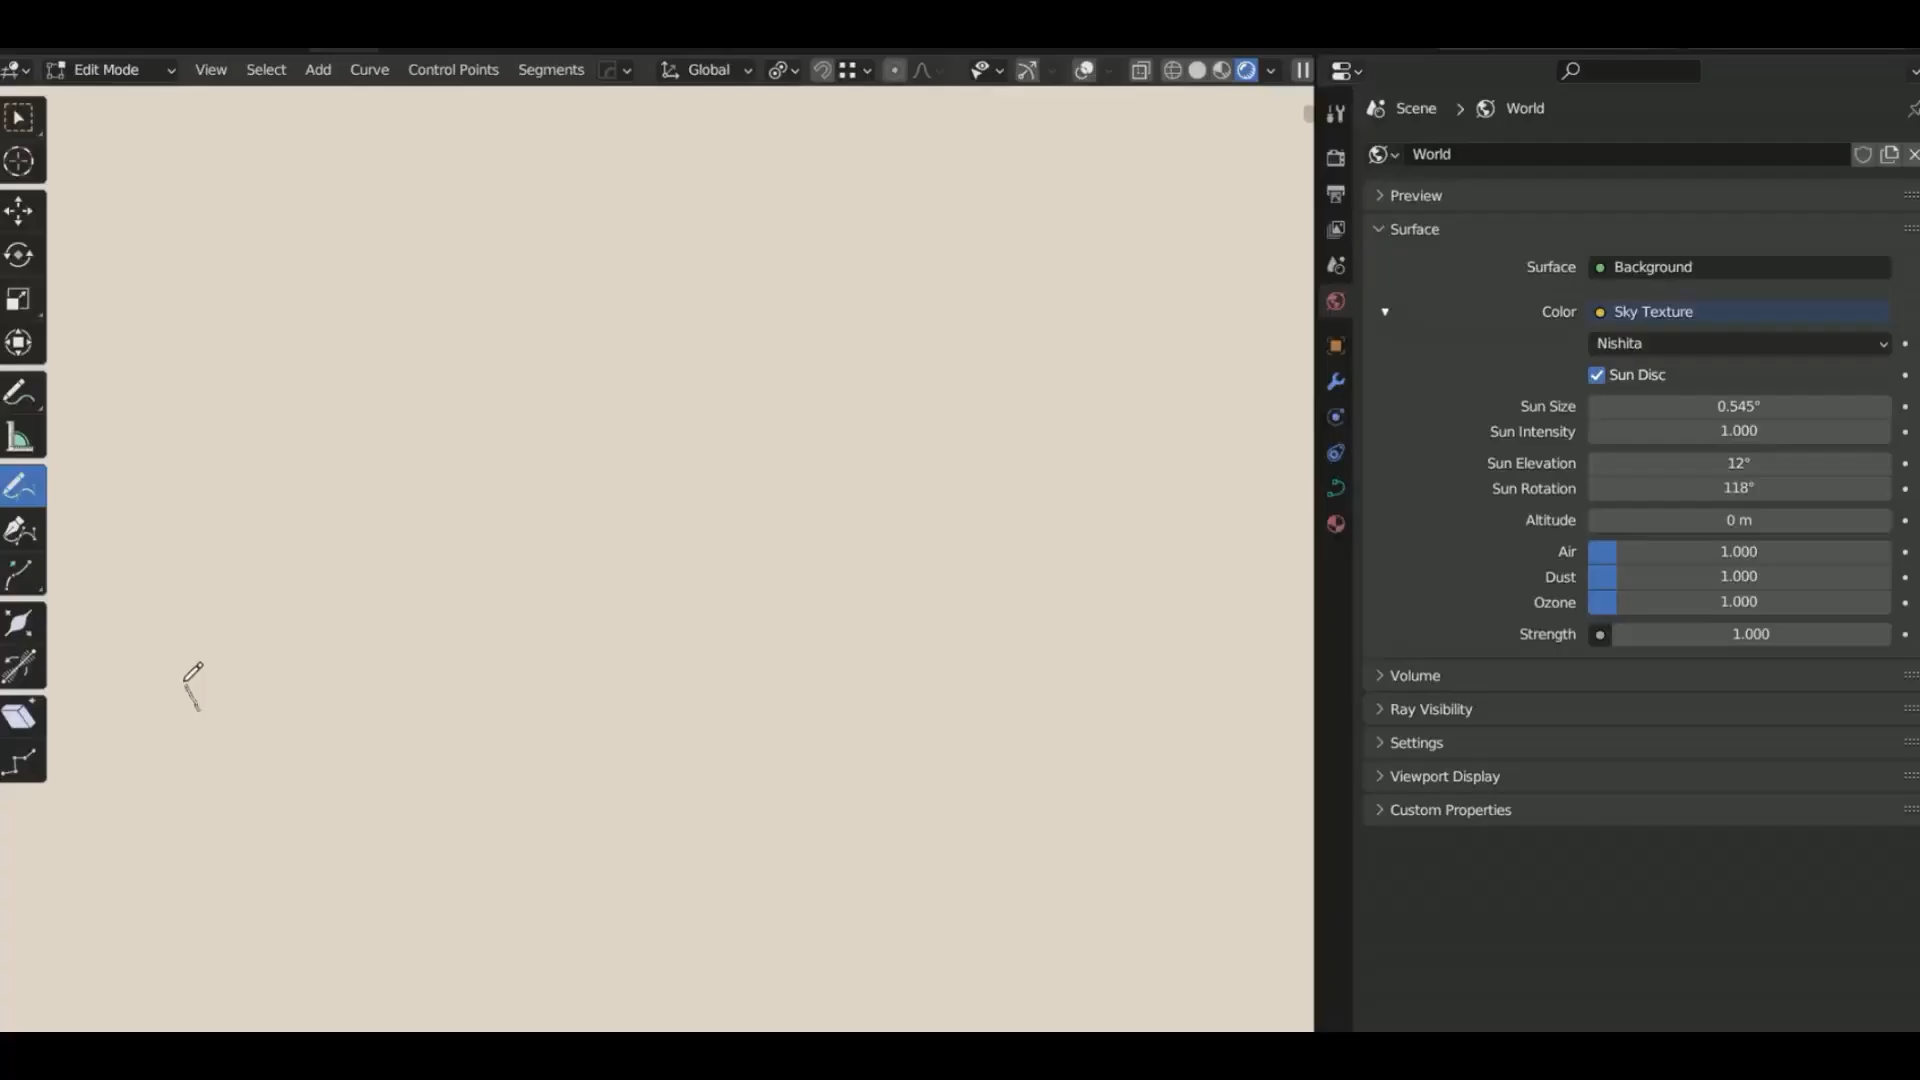 Edit Mode View Select Add Curve Control Points Segments Global
Scene > World
World
Preview
Surface
Surface Background
Color Sky Texture
Nishita
Sun Disc
Sun Size 0.545°
Sun Intensity 1.000
Sun Elevation 12°
Sun Rotation 118°
Altitude 0 m
Air 1.000
Dust 1.000
Ozone 1.000
Strength 1.000
Volume
Ray Visibility
Settings
Viewport Display
Custom Properties